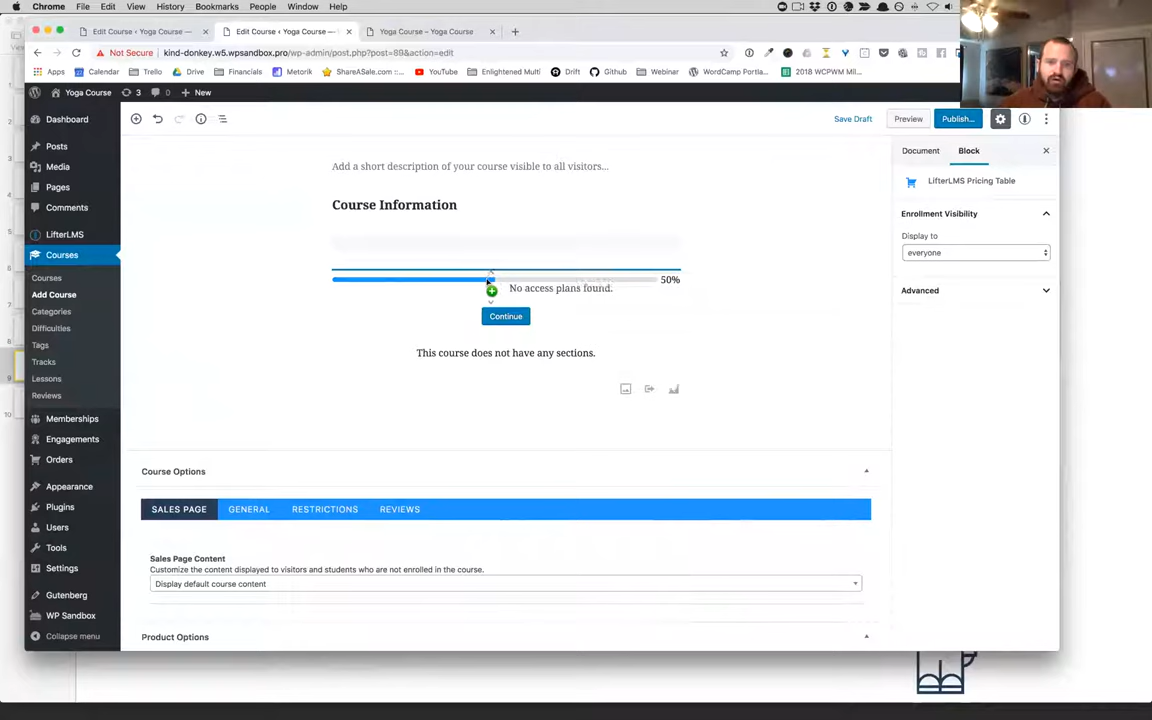 Chrome File Edit View History Bookmarks People Window Help
Edit Course ‹ Yoga Course —
Edit Course ‹ Yoga Course —
Yoga Course – Yoga Course
Not Secure kind-donkey.w5.wpsandbox.pro/wp-admin/post.php?post=89&action=edit
Apps Calendar Trello Drive Financials Metorik ShareASale.com :... YouTube Enlightened Multi Drift Github Webinar WordCamp Portla... 2018 WCPWM Mil...
Yoga Course 3 0 New
Dashboard
Posts
Media
Pages
Comments
LifterLMS
Courses
Courses
Add Course
Categories
Difficulties
Tags
Tracks
Lessons
Reviews
Memberships
Engagements
Orders
Appearance
Plugins
Users
Tools
Settings
Gutenberg
WP Sandbox
Collapse menu
Save Draft Preview Publish...
Add a short description of your course visible to all visitors...
Course Information
50%
No access plans found.
Continue
This course does not have any sections.
Course Options
SALES PAGE GENERAL RESTRICTIONS REVIEWS
Sales Page Content
Customize the content displayed to visitors and students who are not enrolled in the course.
Display default course content
Product Options
Document Block
LifterLMS Pricing Table
Enrollment Visibility
Display to
everyone
Advanced
9
10